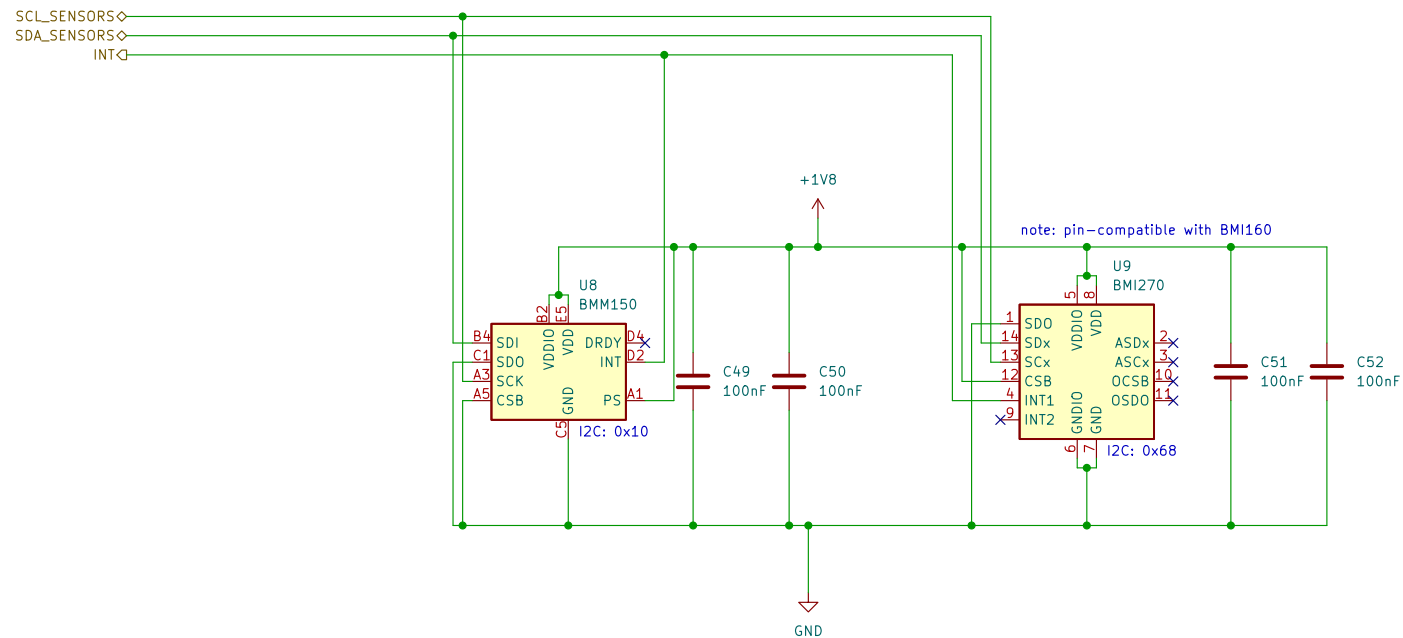 SCL_SENSORS
SDA_SENSORS
INT
+1V8
note: pin-compatible with BMI160
U8
BMM150
B2
E5
VDDIO
VDD
B4
SDI
C1
SDO
A3
SCK
A5
CSB
DRDY
D4
INT
D2
PS
A1
GND
C5
I2C: 0x10
C49
100nF
C50
100nF
U9
BMI270
5
8
VDDIO
VDD
1
SDO
14
SDx
13
SCx
12
CSB
4
INT1
9
INT2
ASDx
2
ASCx
3
OCSB
10
OSDO
11
GNDIO
GND
6
7
I2C: 0x68
C51
100nF
C52
100nF
GND